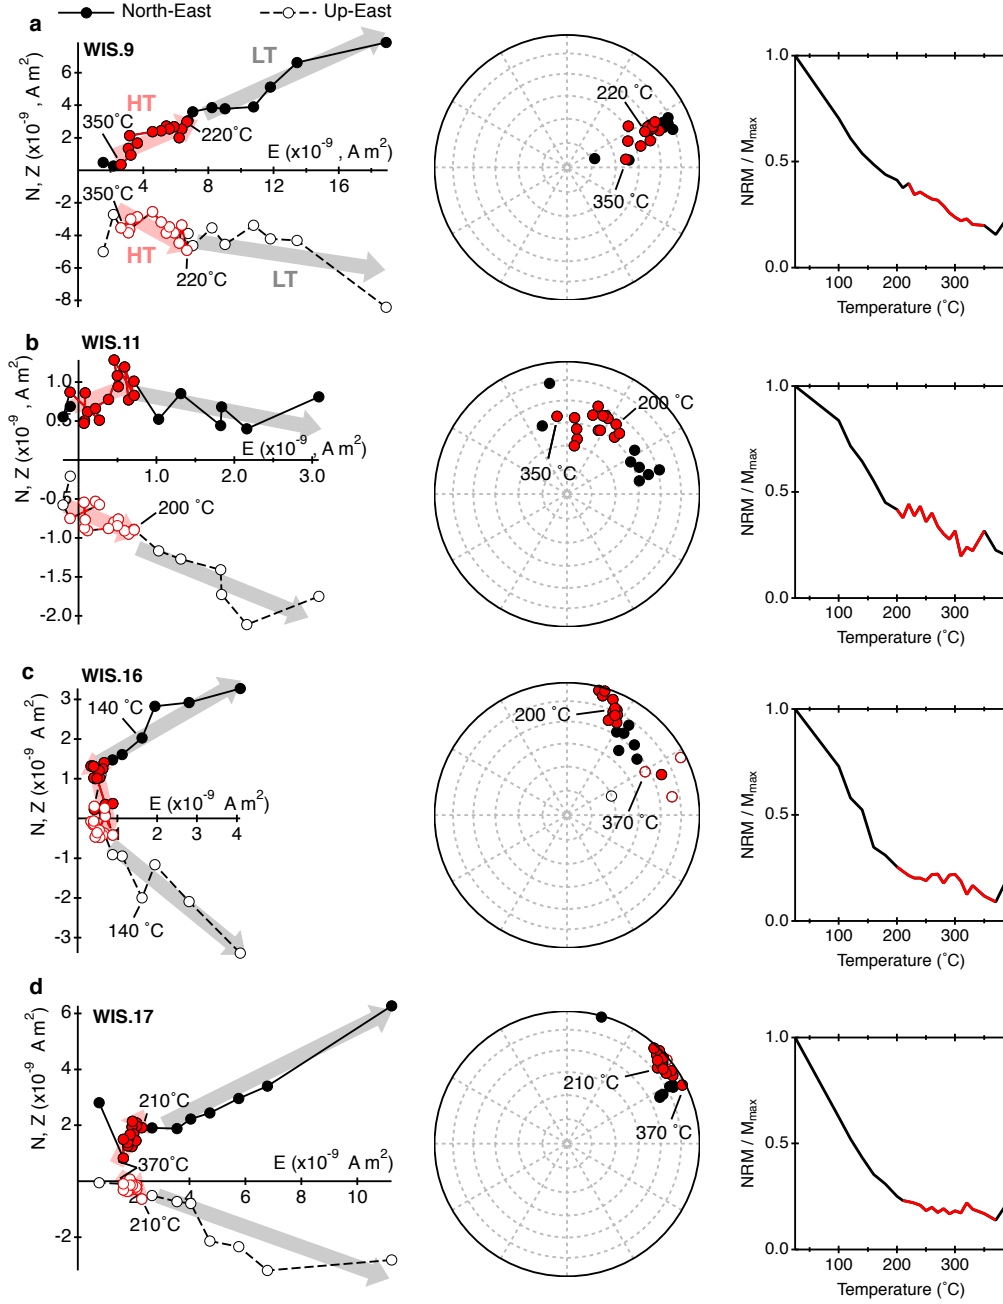 North-East
Up-East
a
WIS.9
N, Z (x10⁻⁹ , A m²)
6
4
2
-2
-4
-6
-8
4
8
12
16
E (x10⁻⁹ , A m²)
LT
HT
350˚C
220˚C
350˚C
HT
LT
220˚C
220 ˚C
350 ˚C
NRM / Mmax
1.0
0.5
0.0
100
200
300
Temperature (˚C)
b
WIS.11
N, Z (x10⁻⁹ , A m²)
1.0
0.5
-0.5
-1.0
-1.5
-2.0
E (x10⁻⁹ , A m²)
1.0
2.0
3.0
200 ˚C
200 ˚C
350 ˚C
NRM / Mmax
1.0
0.5
0.0
100
200
300
Temperature (˚C)
c
WIS.16
N, Z (x10⁻⁹ A m²)
3
2
1
-1
-2
-3
140 ˚C
E (x10⁻⁹ A m²)
1
2
3
4
140 ˚C
200 ˚C
370 ˚C
NRM / Mmax
1.0
0.5
0.0
100
200
300
Temperature (˚C)
d
WIS.17
N, Z (x10⁻⁹ A m²)
6
4
2
-2
210˚C
370˚C
E (x10⁻⁹ A m²)
2
4
6
8
10
210˚C
210 ˚C
370 ˚C
NRM / Mmax
1.0
0.5
0.0
100
200
300
Temperature (˚C)